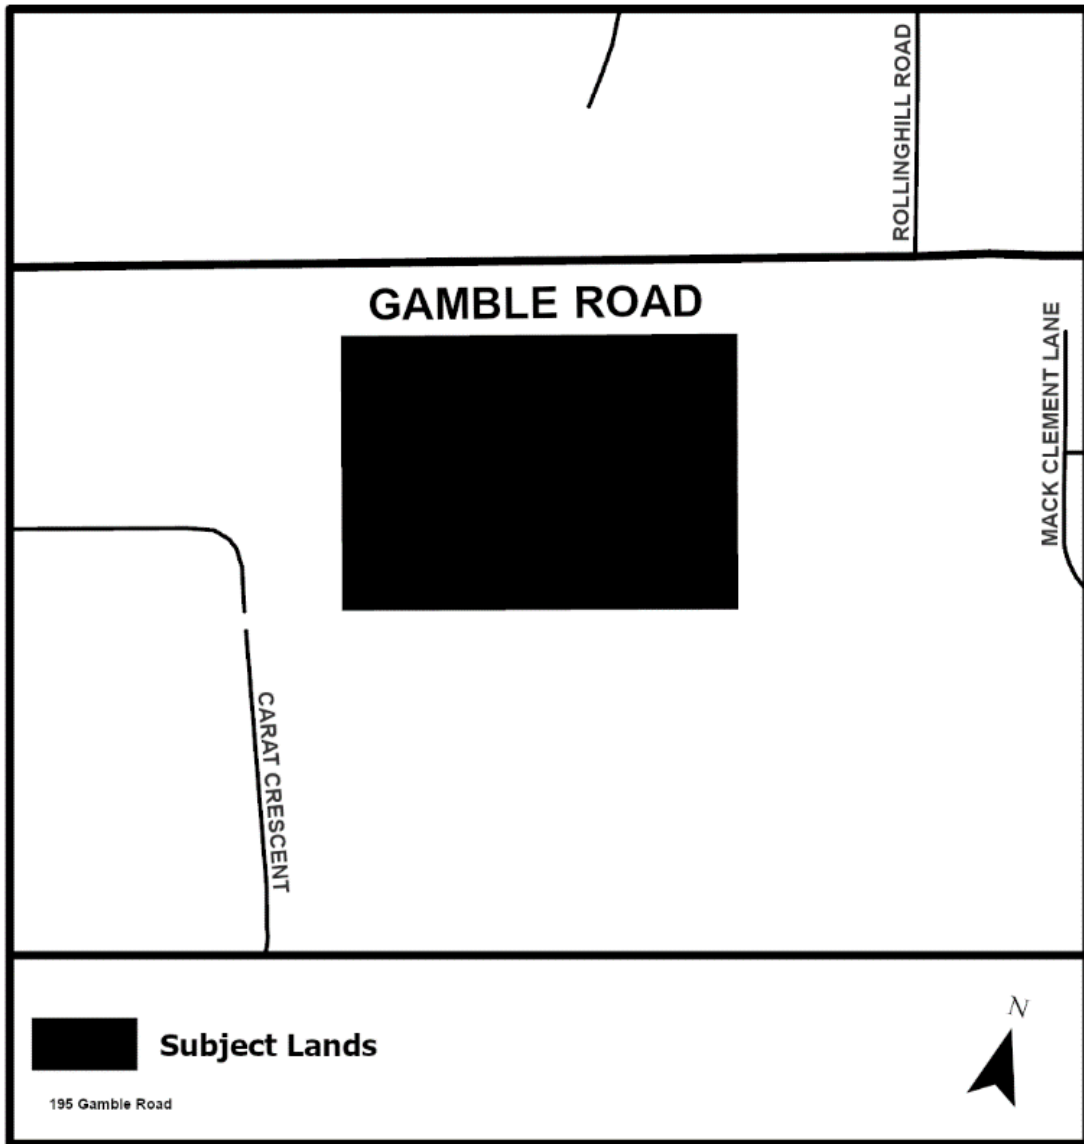 ROLLINGHILL ROAD
GAMBLE ROAD
MACK CLEMENT LANE
CARAT CRESCENT
N
Subject Lands
195 Gamble Road